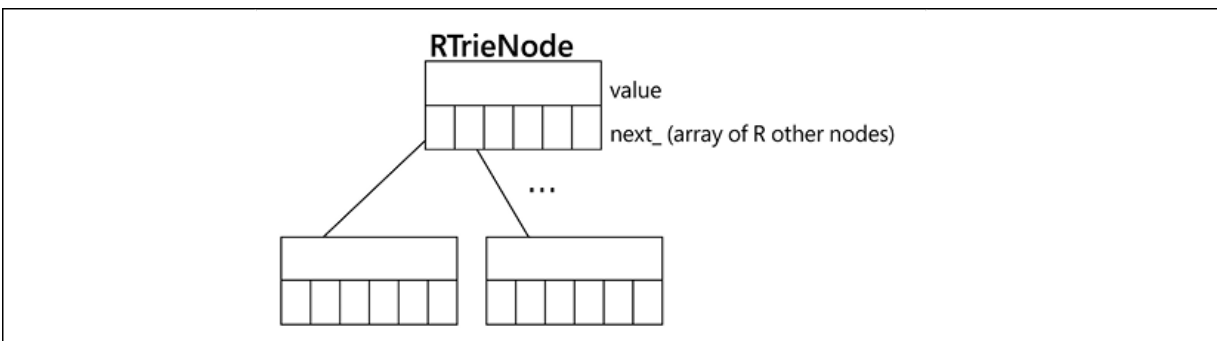 RTrieNode
value
next_ (array of R other nodes)
...